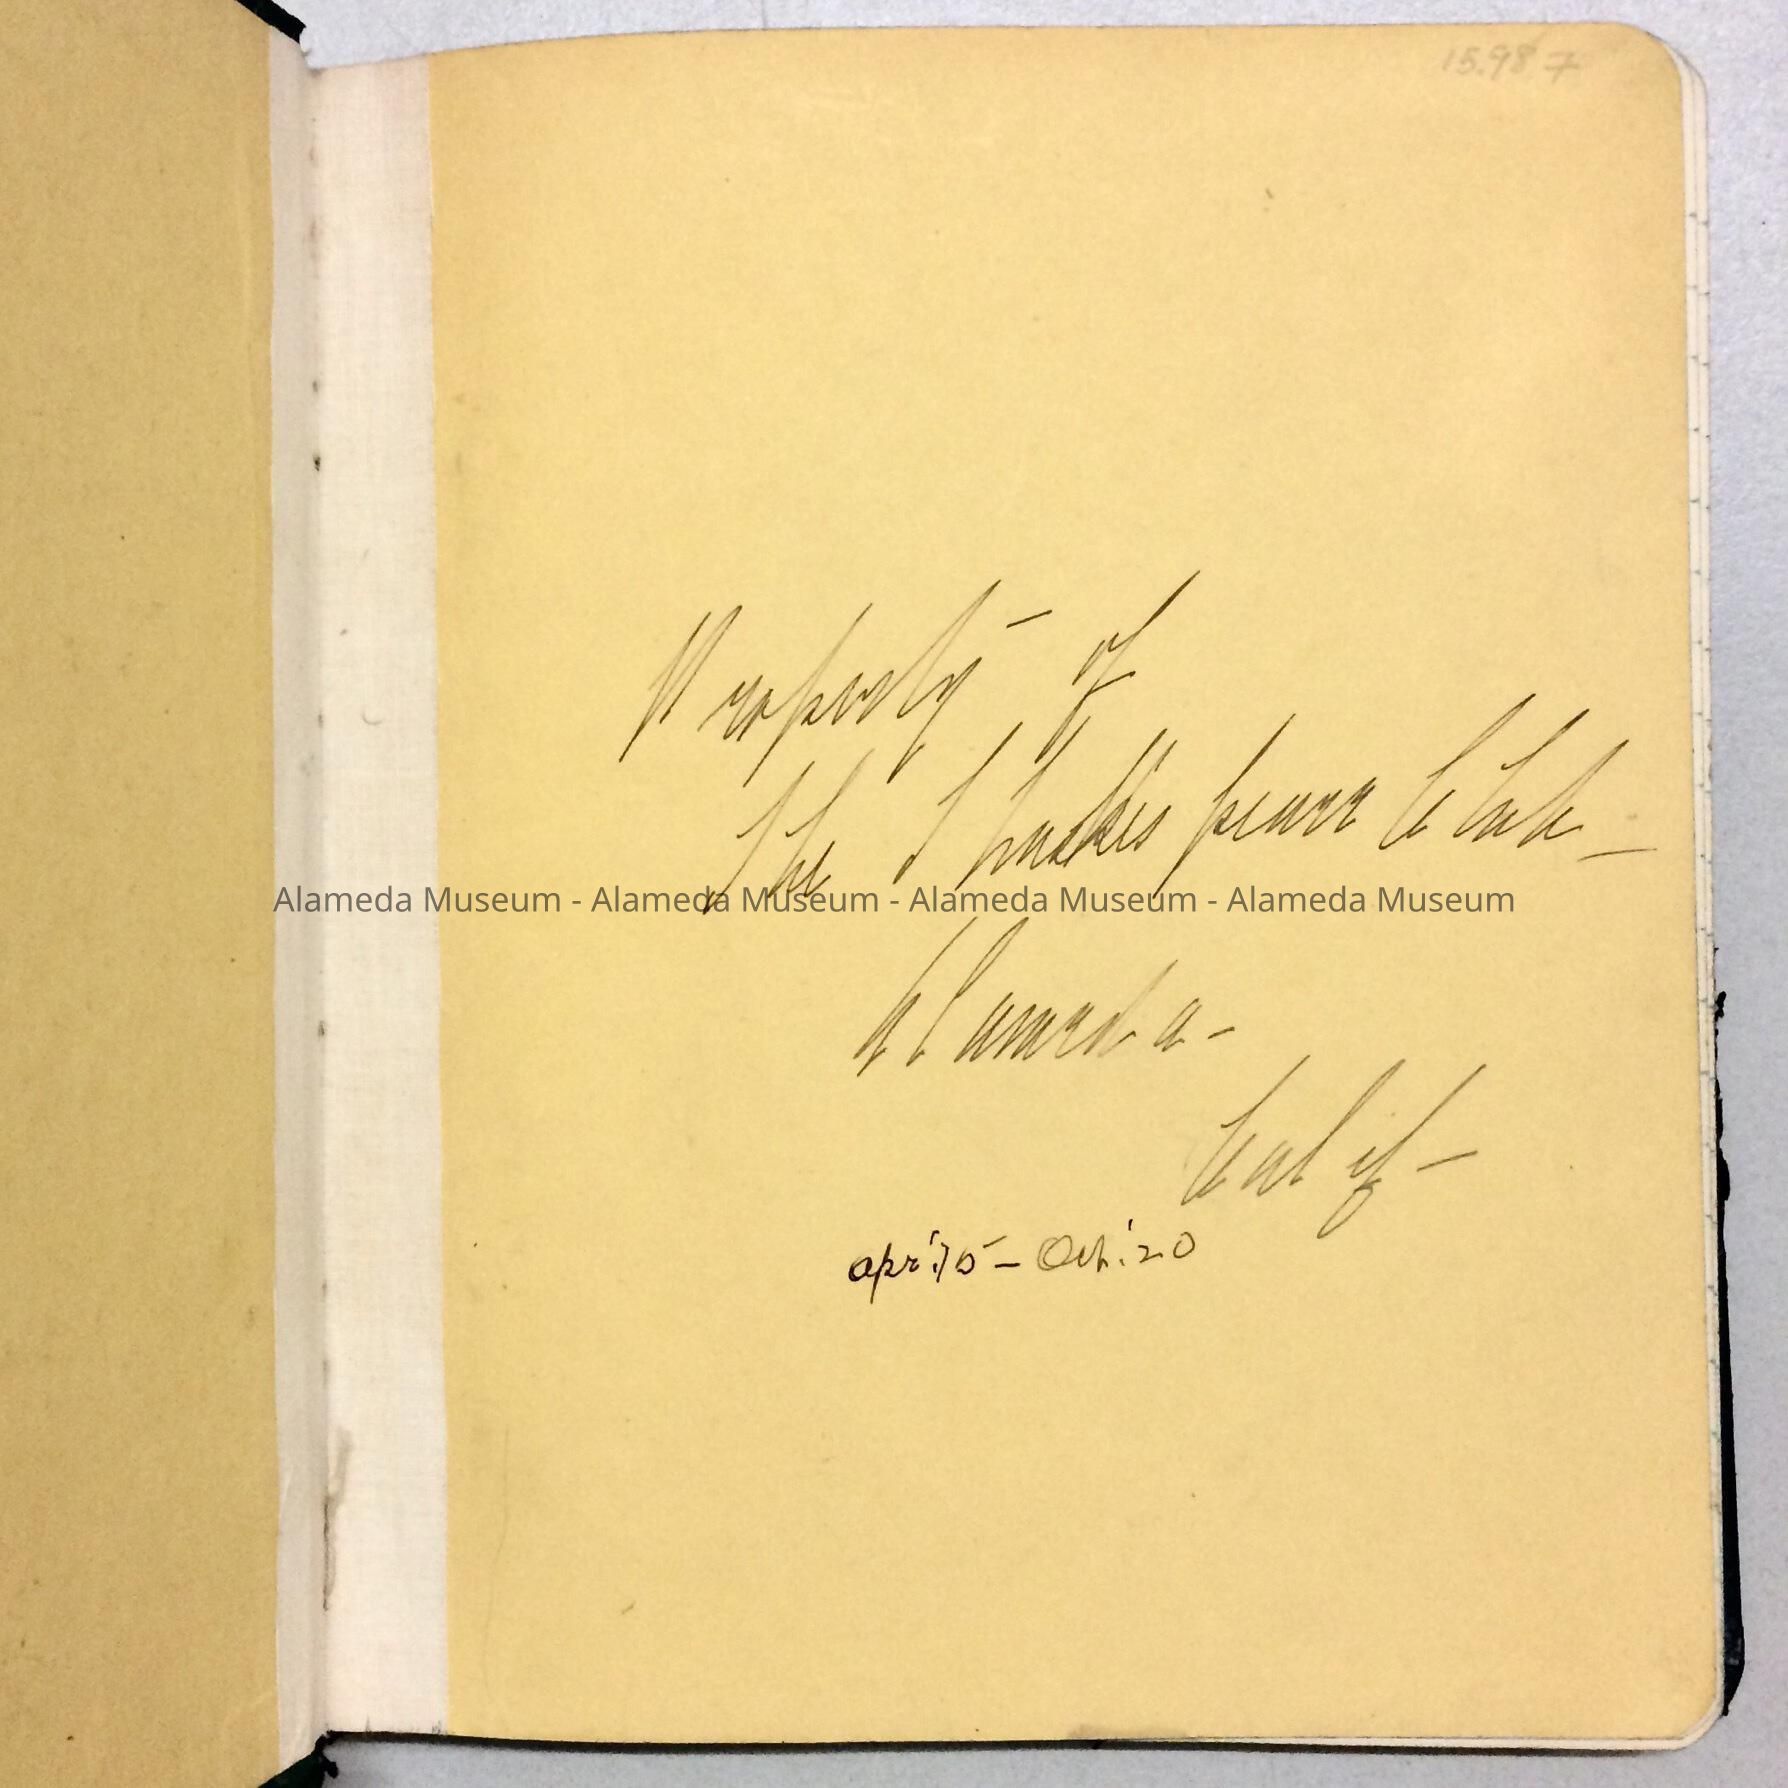 15.98.7
Property of
The Shakespeare Club -
Alameda -
Calif -
Apr '15 - Oct. '20
Alameda Museum - Alameda Museum - Alameda Museum - Alameda Museum